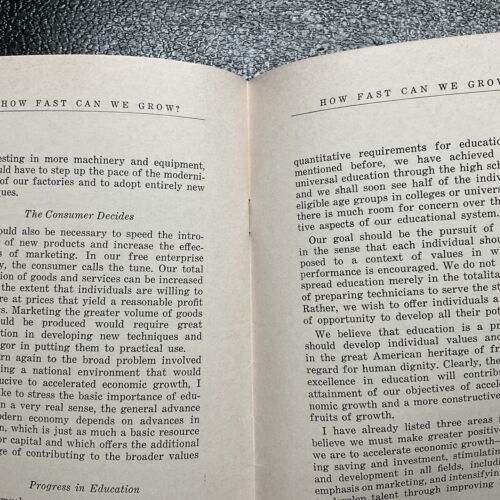 HOW FAST CAN WE GROW?
esting in more machinery and equipment,
uld have to step up the pace of the moderni-
of our factories and to adopt entirely new
ques.
The Consumer Decides
ould also be necessary to speed the intro-
of new products and increase the effec-
s of marketing. In our free enterprise
y, the consumer calls the tune. Our total
ion of goods and services can be increased
the extent that individuals are willing to
re at prices that yield a reasonable profit
ers. Marketing the greater volume of goods
ould be produced would require great
tion in developing new techniques and
igor in putting them to practical use.
rn again to the broad problem involved
ing a national environment that would
ducive to accelerated economic growth, I
ke to stress the basic importance of edu-
n a very real sense, the general advance
odern economy depends on advances in
n, which is just as much a basic resource
or capital and which offers the additional
ge of contributing to the broader values
Progress in Education
HOW FAST CAN WE GROW
quantitative requirements for educatio
mentioned before, we have achieved
universal education through the high sch
and we shall soon see half of the indivi
eligible age groups in colleges or universit
there is much room for concern over the
tive aspects of our educational system.
Our goal should be the pursuit of
in the sense that each individual shou
posed to a context of values in w
performance is encouraged. We do not
spread education merely in the totalita
of preparing technicians to serve the st
Rather, we wish to offer individuals a
of opportunity to develop all their pot
We believe that education is a pr
should develop individual values and
in the great American heritage of fr
regard for human dignity. Clearly, the
excellence in education will contrib
attainment of our objectives of accele
nomic growth and a more constructive
fruits of growth.
I have already listed three areas i
believe we must make greater positive
we are to accelerate economic growth—
ing saving and investment, stimulatin
and development in all fields, includi
emphasis on marketing, and intensifyi
develop talent through improving